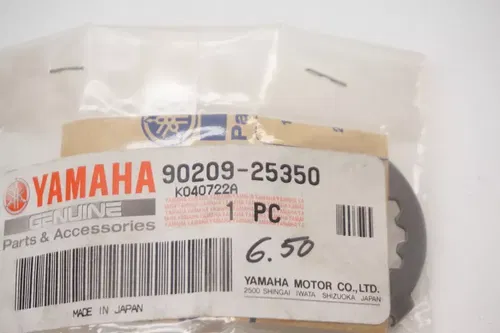 Pa
YAMAHA 90209-25350
K040722A
GENUINE
Parts & Accessories
1 PC
6.50
MADE IN JAPAN
YAMAHA MOTOR CO.,LTD.
2500 SHINGAI IWATA SHIZUOKA JAPAN